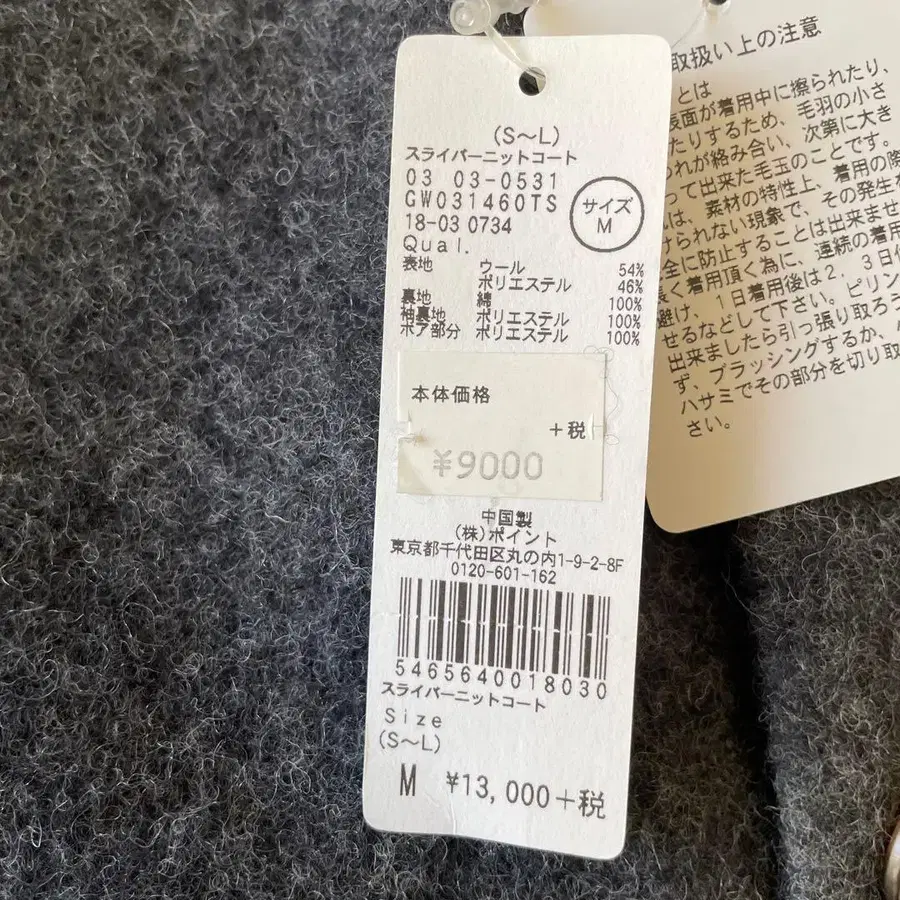 (S～L)
スライバーニットコート
03 03-0531
GW031460TS
18-03 0734
サイズ
M
Qual.
表地 ウール 54%
ポリエステル 46%
裏地 綿 100%
袖裏地 ポリエステル 100%
ボア部分 ポリエステル 100%
本体価格
+税
¥9000
中国製
(株)ポイント
東京都千代田区丸の内1-9-2-8F
0120-601-162
5465640018030
スライバーニットコート
Size
(S～L)
M ¥13,000+税
取扱い上の注意
とは
表面が着用中に擦られたり、
たりするため、毛羽の小さ
れが絡み合い、次第に大き
って出来た毛玉のことです。
は、素材の特性上、着用の際
けられない現象で、その発生を
全に防止することは出来ませ
長く着用頂く為に、連続の着用
避け、1日着用後は2、3日
せるなどして下さい。ピリン
出来ましたら引っ張り取ろう
ず、ブラッシングするか、
ハサミでその部分を切り取
さい。